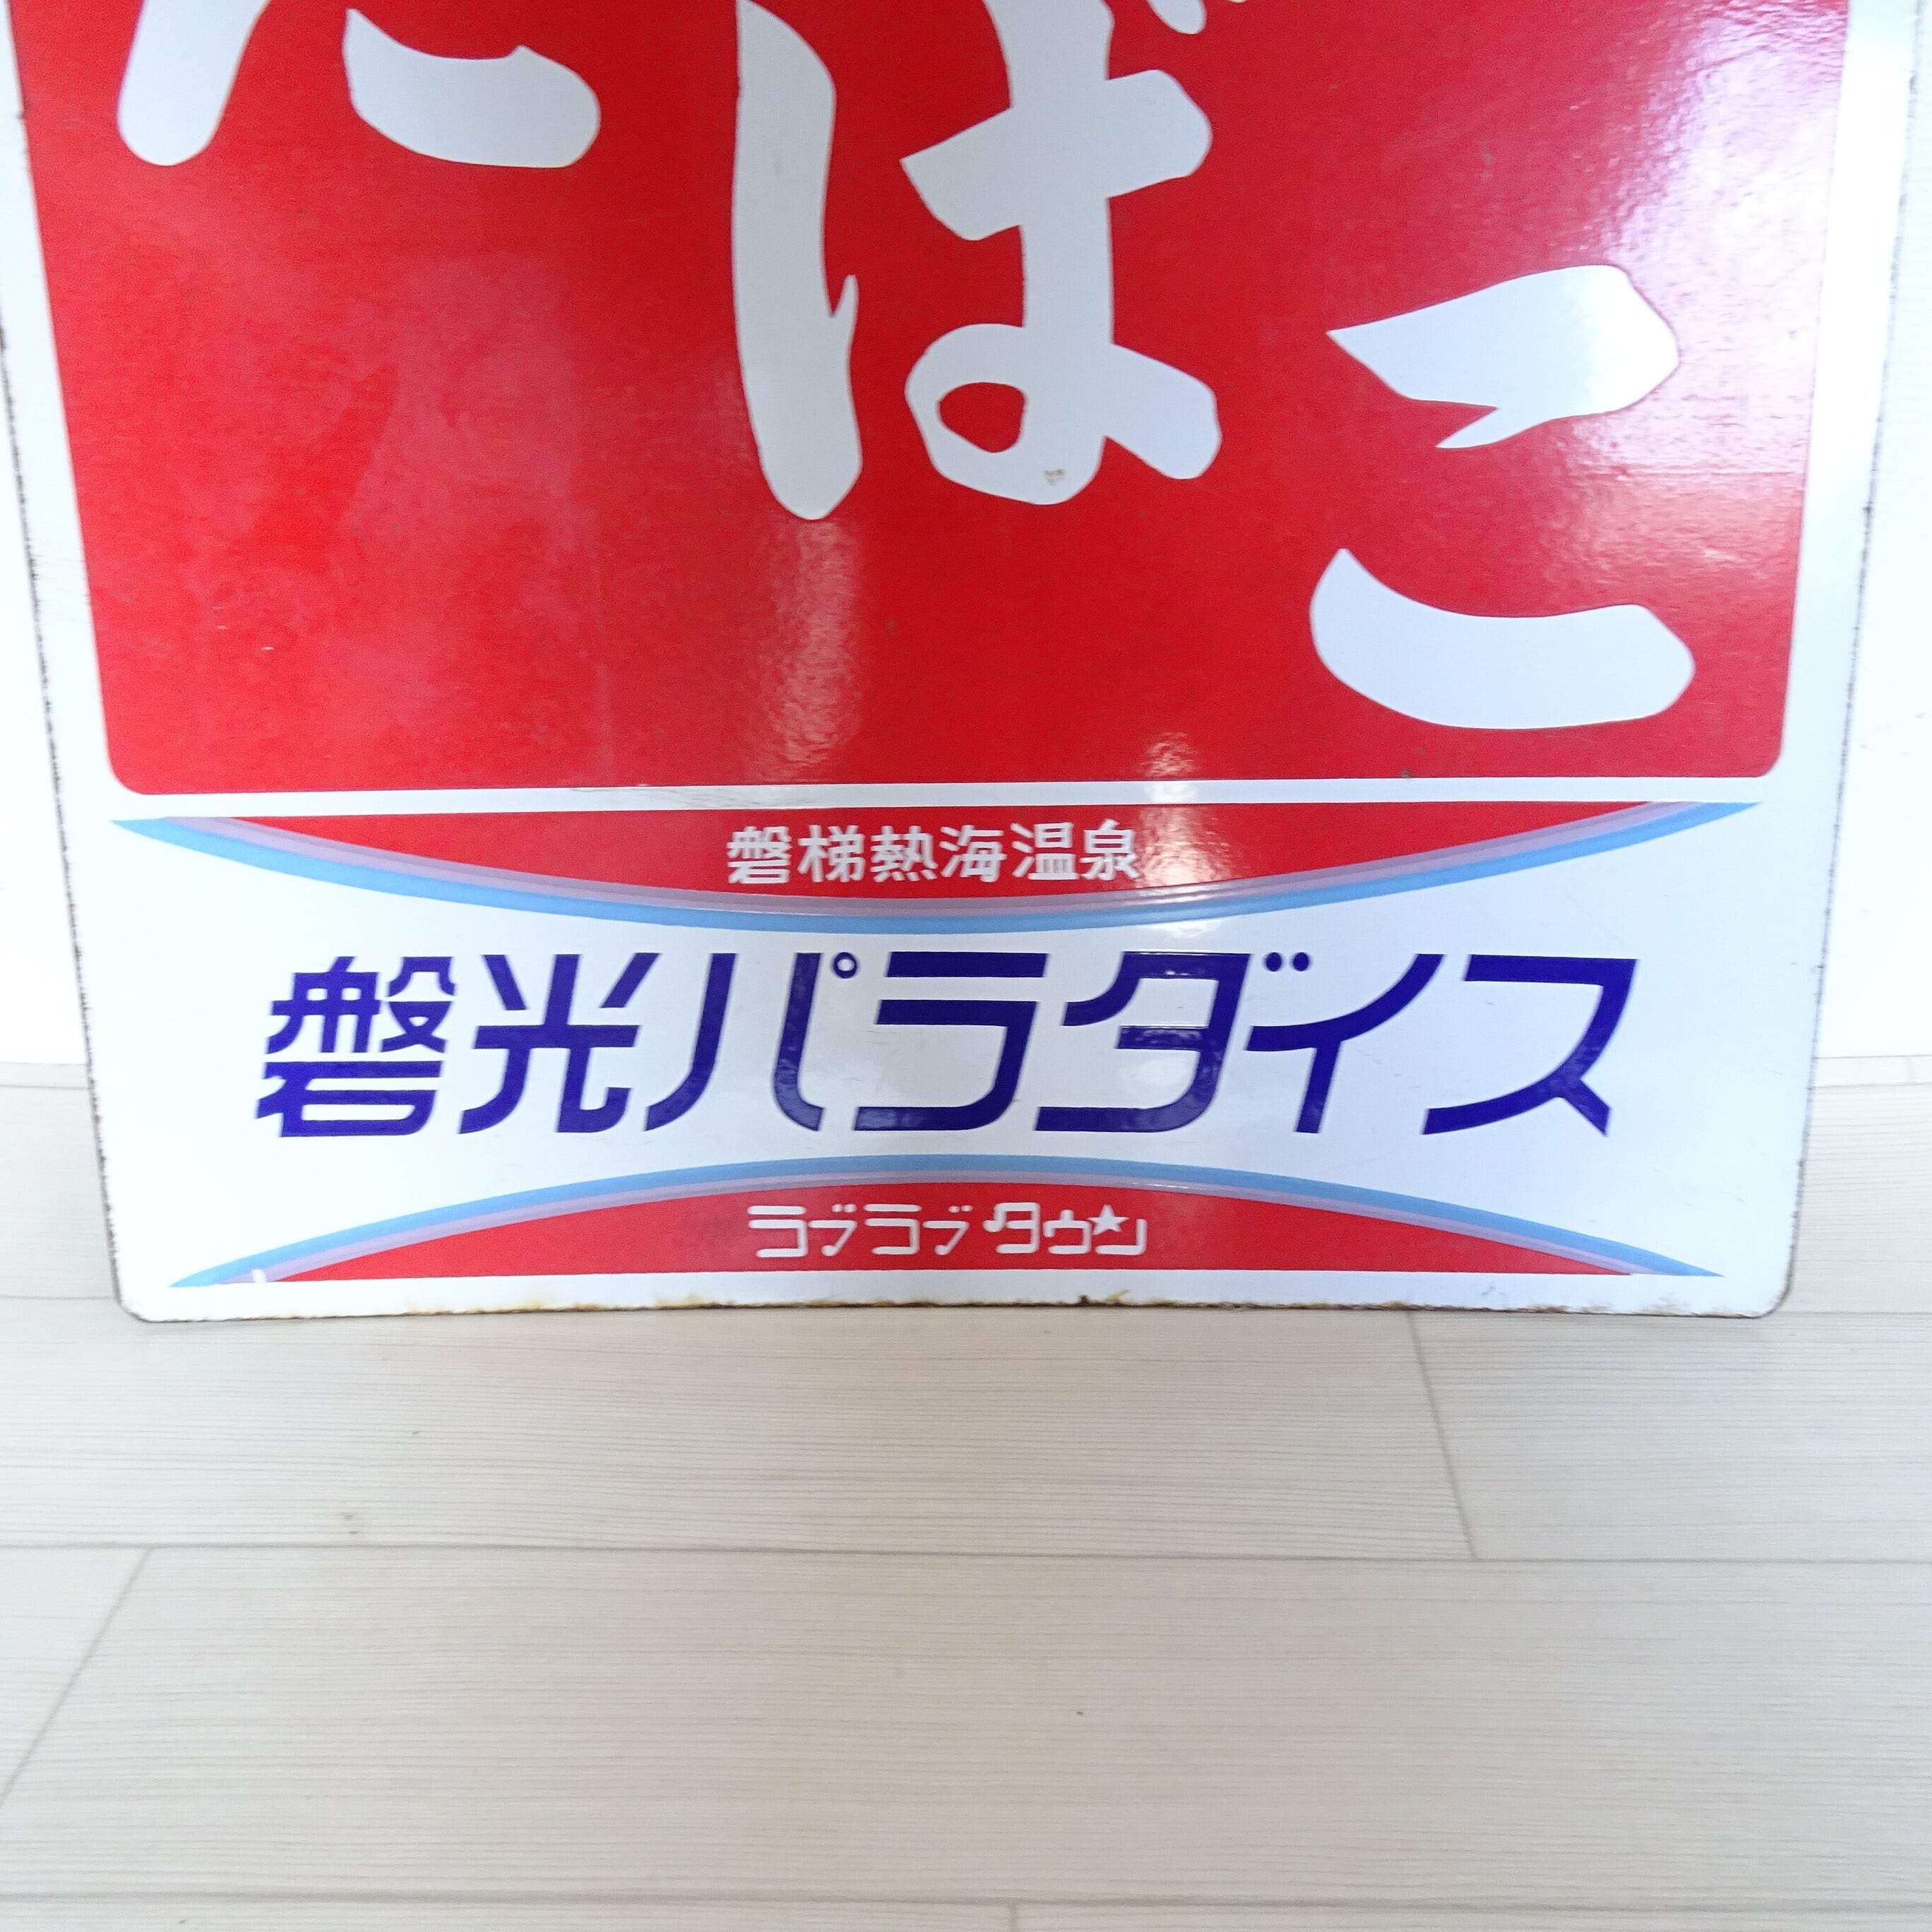 たばこ
磐梯熱海温泉
磐光パラダイス
ラブラブタウン